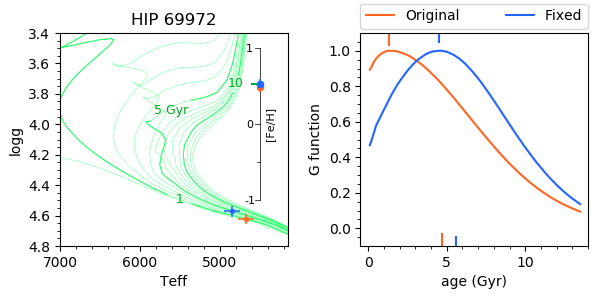 HIP 69972
Original Fixed
3.4
3.6
3.8
4.0
4.2
4.4
4.6
4.8
logg
7000 6000 5000
Teff
5 Gyr
10
1
1
0
-1
[Fe/H]
1.0
0.8
0.6
0.4
0.2
0.0
G function
0 5 10
age (Gyr)